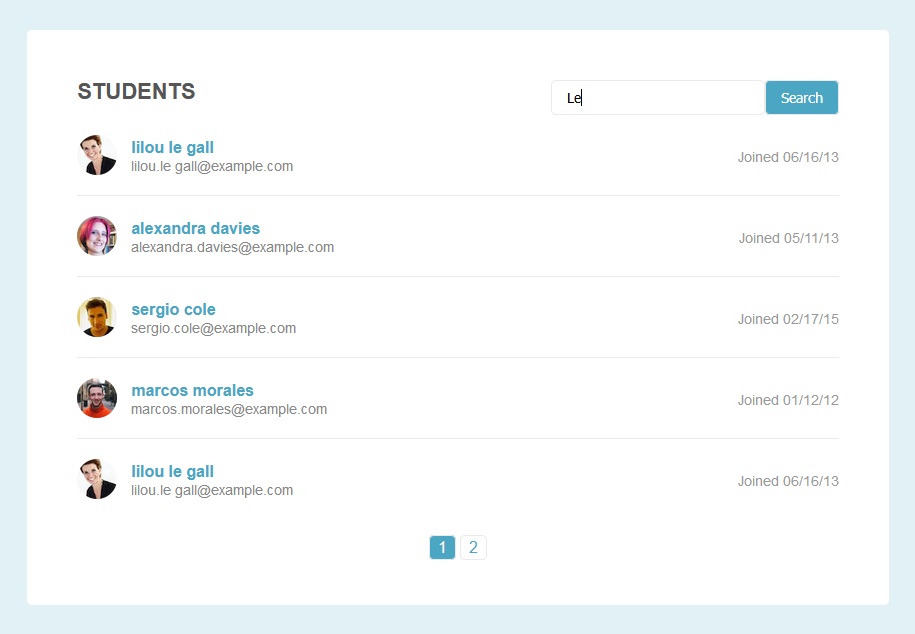 STUDENTS
Le
Search
lilou le gall
lilou.le gall@example.com
Joined 06/16/13
alexandra davies
alexandra.davies@example.com
Joined 05/11/13
sergio cole
sergio.cole@example.com
Joined 02/17/15
marcos morales
marcos.morales@example.com
Joined 01/12/12
lilou le gall
lilou.le gall@example.com
Joined 06/16/13
1 2